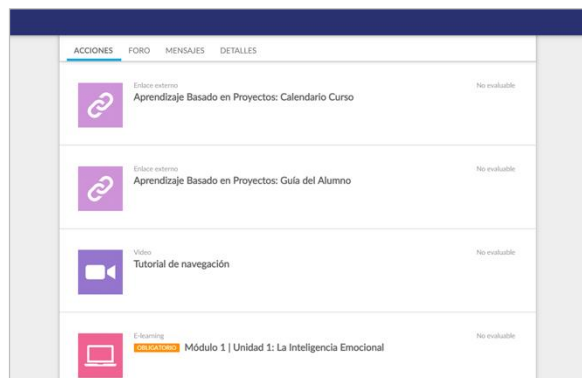 ACCIONES FORO MENSAJES DETALLES
Enlace externo No evaluable
Aprendizaje Basado en Proyectos: Calendario Curso
Enlace externo No evaluable
Aprendizaje Basado en Proyectos: Guía del Alumno
Video No evaluable
Tutorial de navegación
E-learning No evaluable
OBLIGATORIO Módulo 1 | Unidad 1: La Inteligencia Emocional